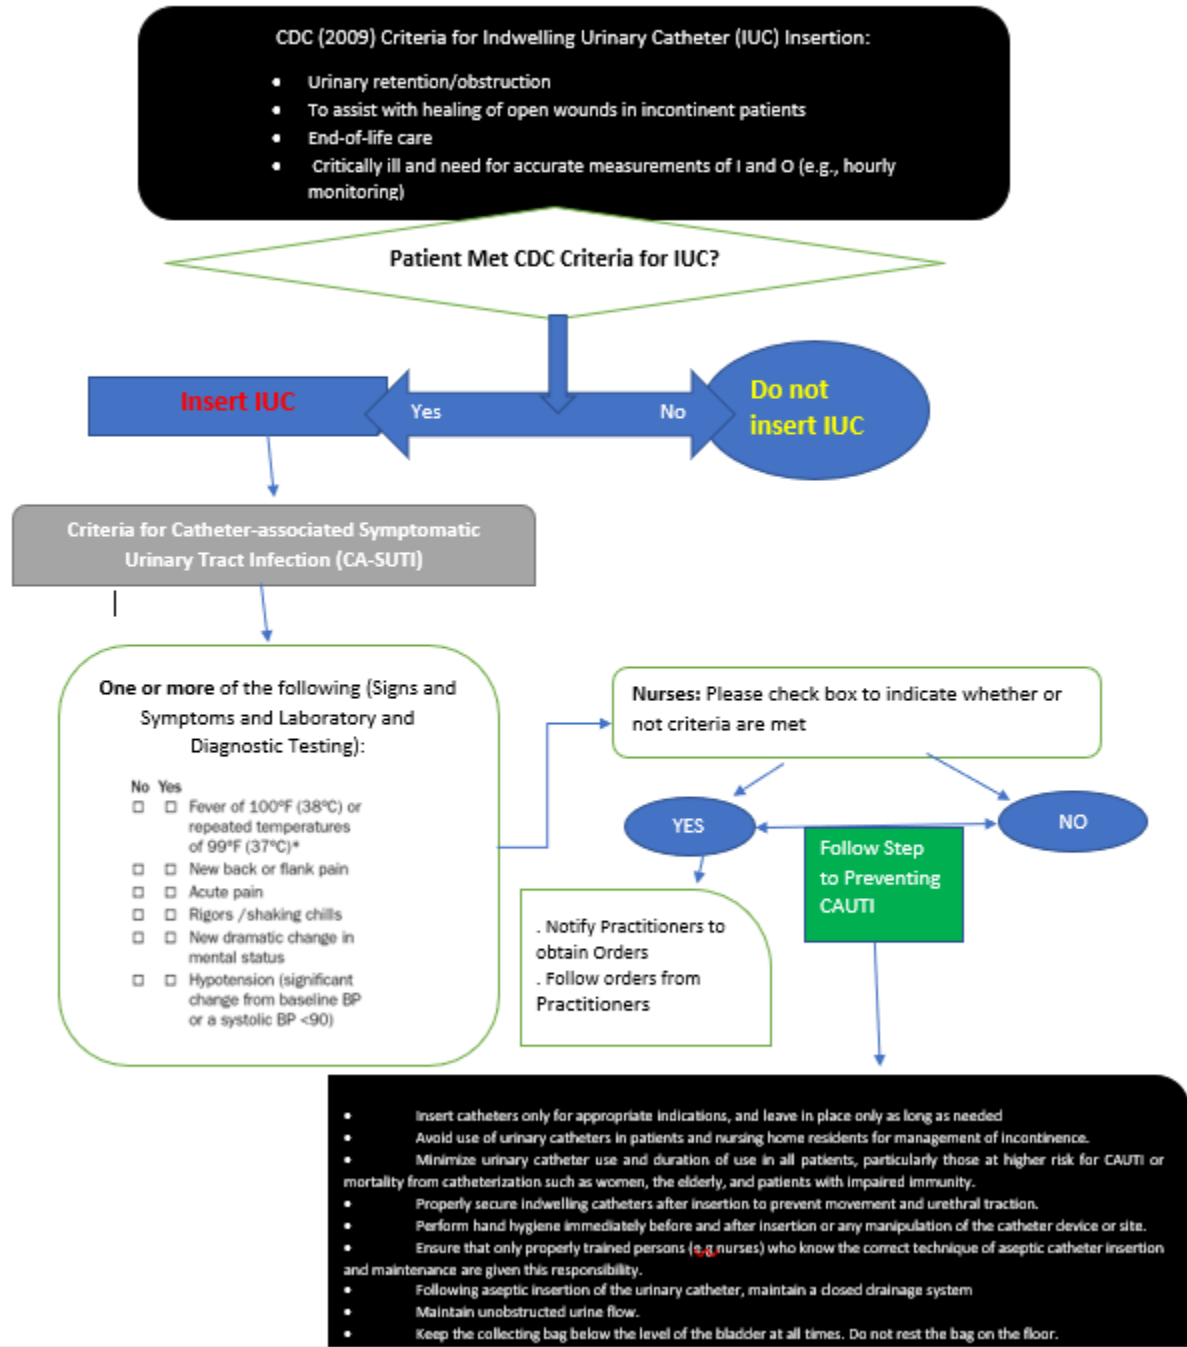 CDC (2009) Criteria for Indwelling Urinary Catheter (IUC) Insertion:
• Urinary retention/obstruction
• To assist with healing of open wounds in incontinent patients
• End-of-life care
• Critically ill and need for accurate measurements of I and O (e.g., hourly
monitoring)
Patient Met CDC Criteria for IUC?
Insert IUC
Yes
No
Do not
insert IUC
Criteria for Catheter-associated Symptomatic
Urinary Tract Infection (CA-SUTI)
One or more of the following (Signs and
Symptoms and Laboratory and
Diagnostic Testing):
No Yes
☐ ☐ Fever of 100°F (38°C) or
repeated temperatures
of 99°F (37°C)*
☐ ☐ New back or flank pain
☐ ☐ Acute pain
☐ ☐ Rigors /shaking chills
☐ ☐ New dramatic change in
mental status
☐ ☐ Hypotension (significant
change from baseline BP
or a systolic BP <90)
Nurses: Please check box to indicate whether or
not criteria are met
YES
NO
Follow Step
to Preventing
CAUTI
. Notify Practitioners to
obtain Orders
. Follow orders from
Practitioners
• Insert catheters only for appropriate indications, and leave in place only as long as needed
• Avoid use of urinary catheters in patients and nursing home residents for management of incontinence.
• Minimize urinary catheter use and duration of use in all patients, particularly those at higher risk for CAUTI or
mortality from catheterization such as women, the elderly, and patients with impaired immunity.
• Properly secure indwelling catheters after insertion to prevent movement and urethral traction.
• Perform hand hygiene immediately before and after insertion or any manipulation of the catheter device or site.
• Ensure that only properly trained persons (e.g nurses) who know the correct technique of aseptic catheter insertion
and maintenance are given this responsibility.
• Following aseptic insertion of the urinary catheter, maintain a closed drainage system
• Maintain unobstructed urine flow.
• Keep the collecting bag below the level of the bladder at all times. Do not rest the bag on the floor.